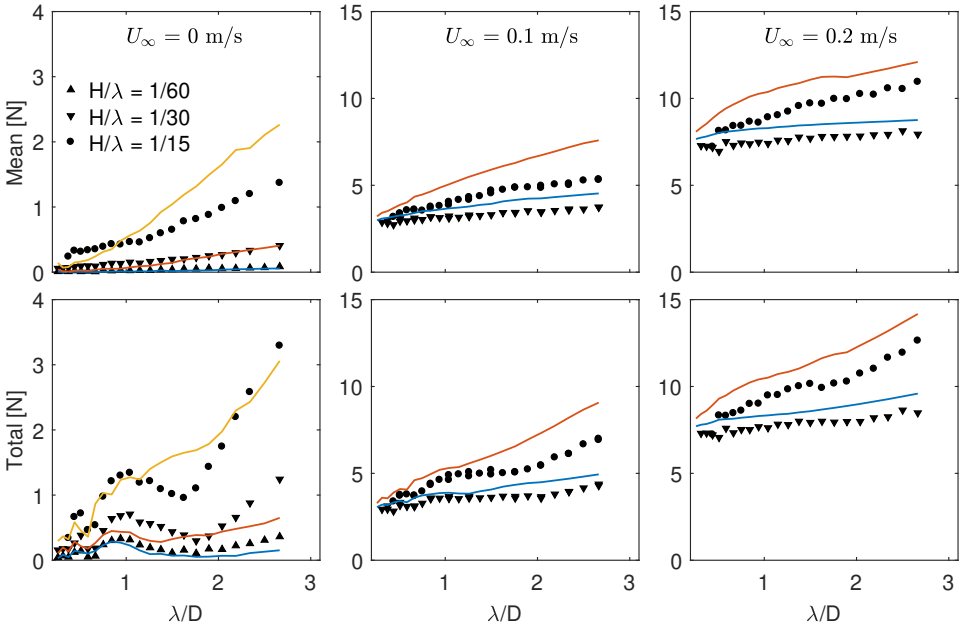 U∞ = 0 m/s
U∞ = 0.1 m/s
U∞ = 0.2 m/s
H/λ = 1/60
H/λ = 1/30
H/λ = 1/15
Mean [N]
4
3
2
1
0
15
10
5
0
15
10
5
0
Total [N]
4
3
2
1
0
15
10
5
0
15
10
5
0
1 2 3
1 2 3
1 2 3
λ/D
λ/D
λ/D